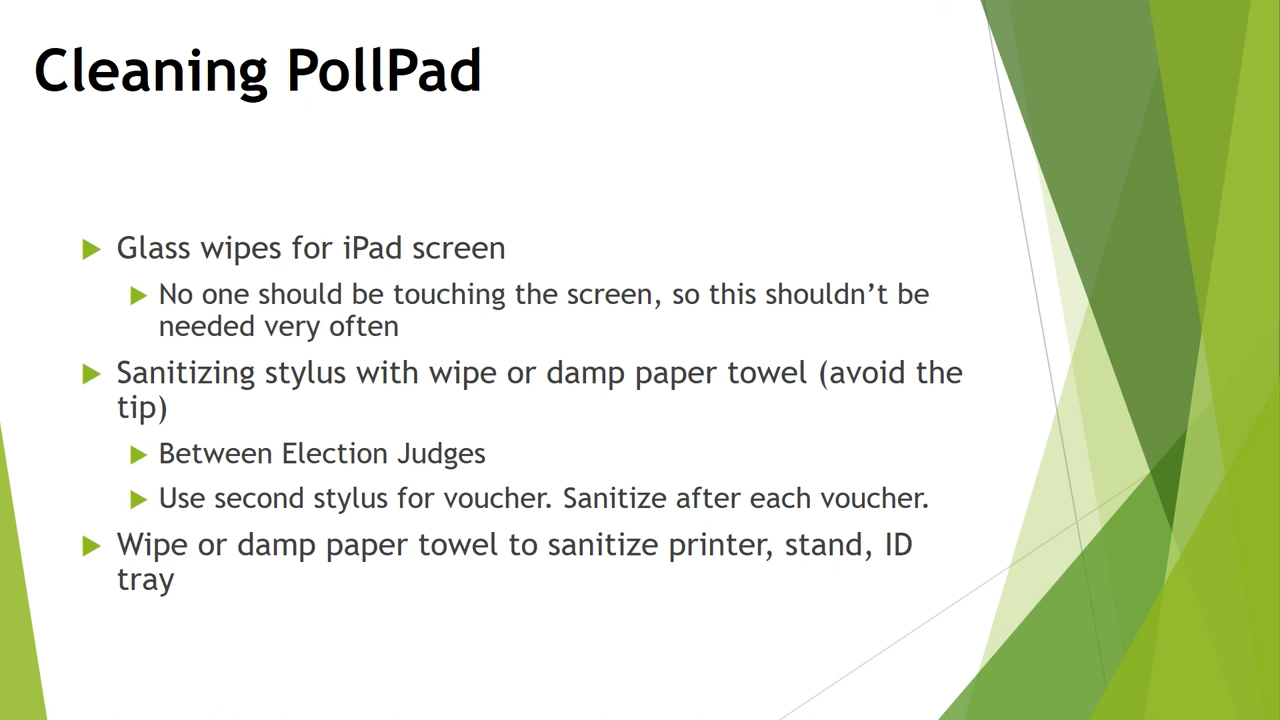 Cleaning PollPad
Glass wipes for iPad screen
No one should be touching the screen, so this shouldn’t be
needed very often
Sanitizing stylus with wipe or damp paper towel (avoid the
tip)
Between Election Judges
Use second stylus for voucher. Sanitize after each voucher.
Wipe or damp paper towel to sanitize printer, stand, ID
tray